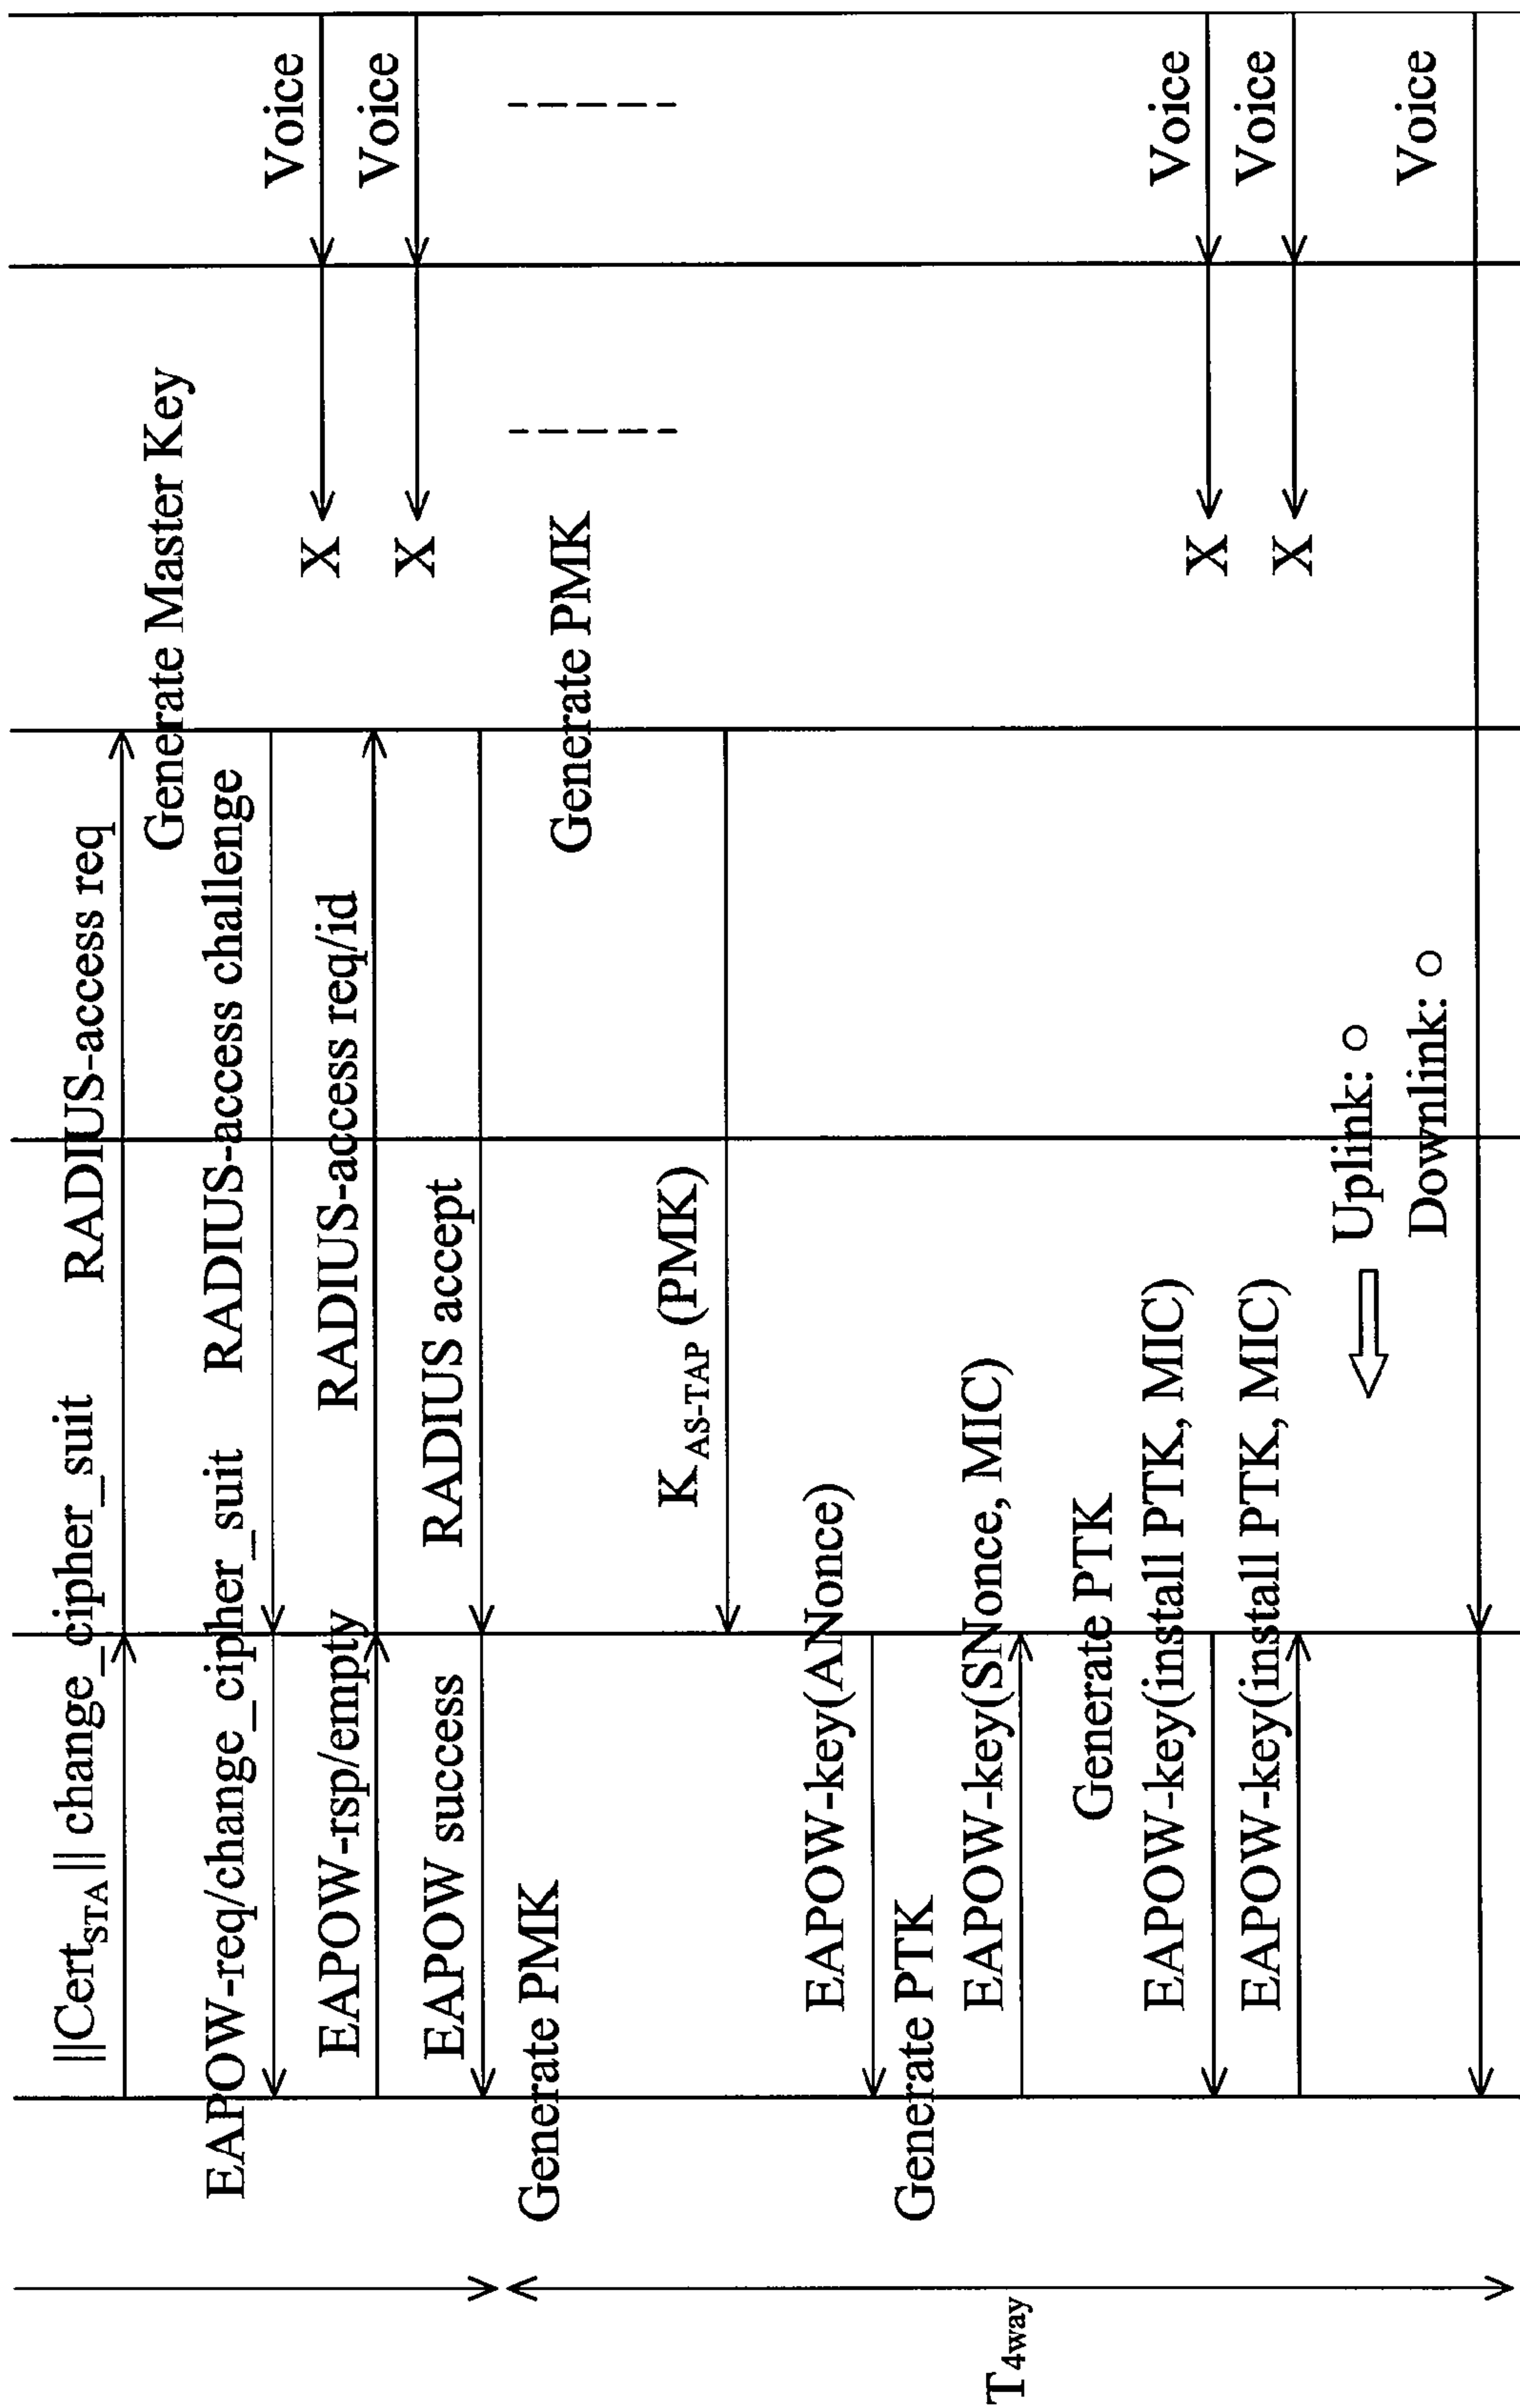 ||Cert_STA || change_cipher_suit
RADIUS-access req
Generate Master Key
EAPOW-req/change_cipher_suit
RADIUS-access challenge
Voice
EAPOW-rsp/empty
RADIUS-access req/id
X
Voice
EAPOW success
RADIUS accept
X
Generate PMK
Generate PMK
K_AS-TAP (PMK)
EAPOW-key(ANonce)
Generate PTK
EAPOW-key(SNonce, MIC)
T_4way
Generate PTK
EAPOW-key(install PTK, MIC)
X
Voice
EAPOW-key(install PTK, MIC)
X
Voice
Uplink: ○
Downlink: ○
Voice